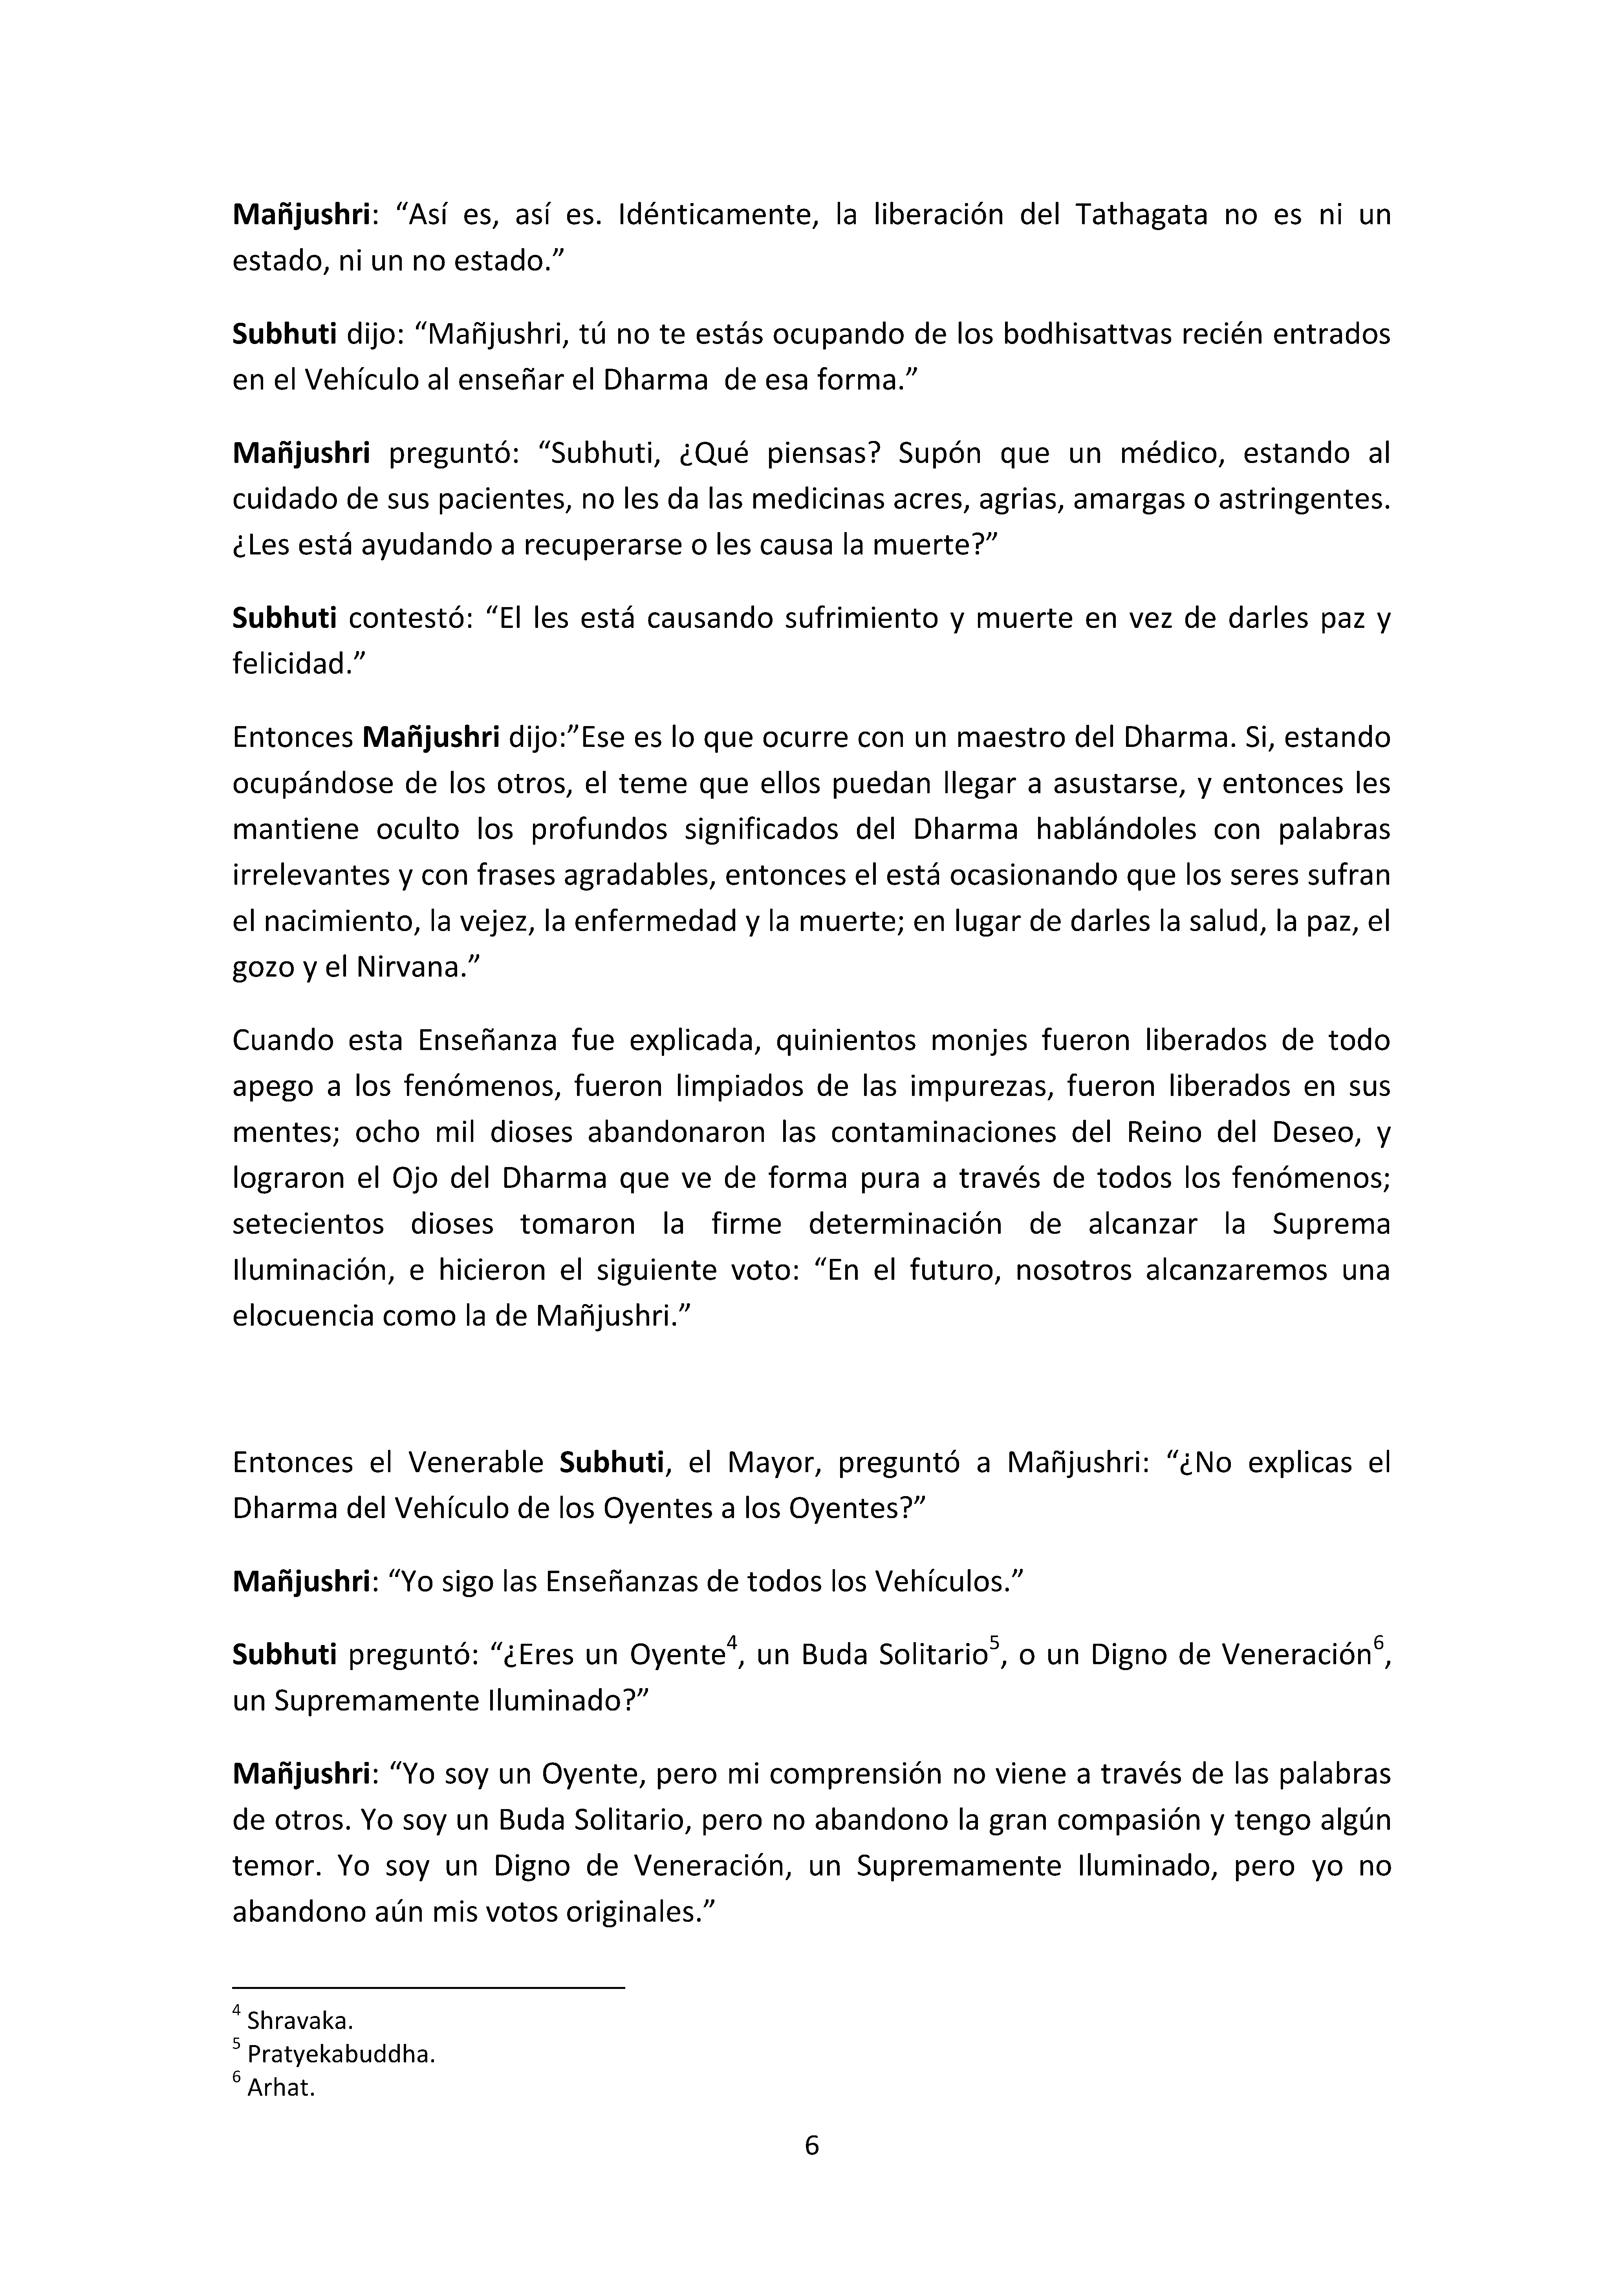 Mañjushri: “Así es, así es. Idénticamente, la liberación del Tathagata no es ni un
estado, ni un no estado.”
Subhuti dijo: “Mañjushri, tú no te estás ocupando de los bodhisattvas recién entrados
en el Vehículo al enseñar el Dharma  de esa forma.”
Mañjushri preguntó: “Subhuti, ¿Qué piensas? Supón que un médico, estando al
cuidado de sus pacientes, no les da las medicinas acres, agrias, amargas o astringentes.
¿Les está ayudando a recuperarse o les causa la muerte?”
Subhuti contestó: “El les está causando sufrimiento y muerte en vez de darles paz y
felicidad.”
Entonces Mañjushri dijo:”Ese es lo que ocurre con un maestro del Dharma. Si, estando
ocupándose de los otros, el teme que ellos puedan llegar a asustarse, y entonces les
mantiene oculto los profundos significados del Dharma hablándoles con palabras
irrelevantes y con frases agradables, entonces el está ocasionando que los seres sufran
el nacimiento, la vejez, la enfermedad y la muerte; en lugar de darles la salud, la paz, el
gozo y el Nirvana.”
Cuando esta Enseñanza fue explicada, quinientos monjes fueron liberados de todo
apego a los fenómenos, fueron limpiados de las impurezas, fueron liberados en sus
mentes; ocho mil dioses abandonaron las contaminaciones del Reino del Deseo, y
lograron el Ojo del Dharma que ve de forma pura a través de todos los fenómenos;
setecientos dioses tomaron la firme determinación de alcanzar la Suprema
Iluminación, e hicieron el siguiente voto: “En el futuro, nosotros alcanzaremos una
elocuencia como la de Mañjushri.”
Entonces el Venerable Subhuti, el Mayor, preguntó a Mañjushri: “¿No explicas el
Dharma del Vehículo de los Oyentes a los Oyentes?”
Mañjushri: “Yo sigo las Enseñanzas de todos los Vehículos.”
Subhuti preguntó: “¿Eres un Oyente4, un Buda Solitario5, o un Digno de Veneración6,
un Supremamente Iluminado?”
Mañjushri: “Yo soy un Oyente, pero mi comprensión no viene a través de las palabras
de otros. Yo soy un Buda Solitario, pero no abandono la gran compasión y tengo algún
temor. Yo soy un Digno de Veneración, un Supremamente Iluminado, pero yo no
abandono aún mis votos originales.”
4 Shravaka.
5 Pratyekabuddha.
6 Arhat.
6